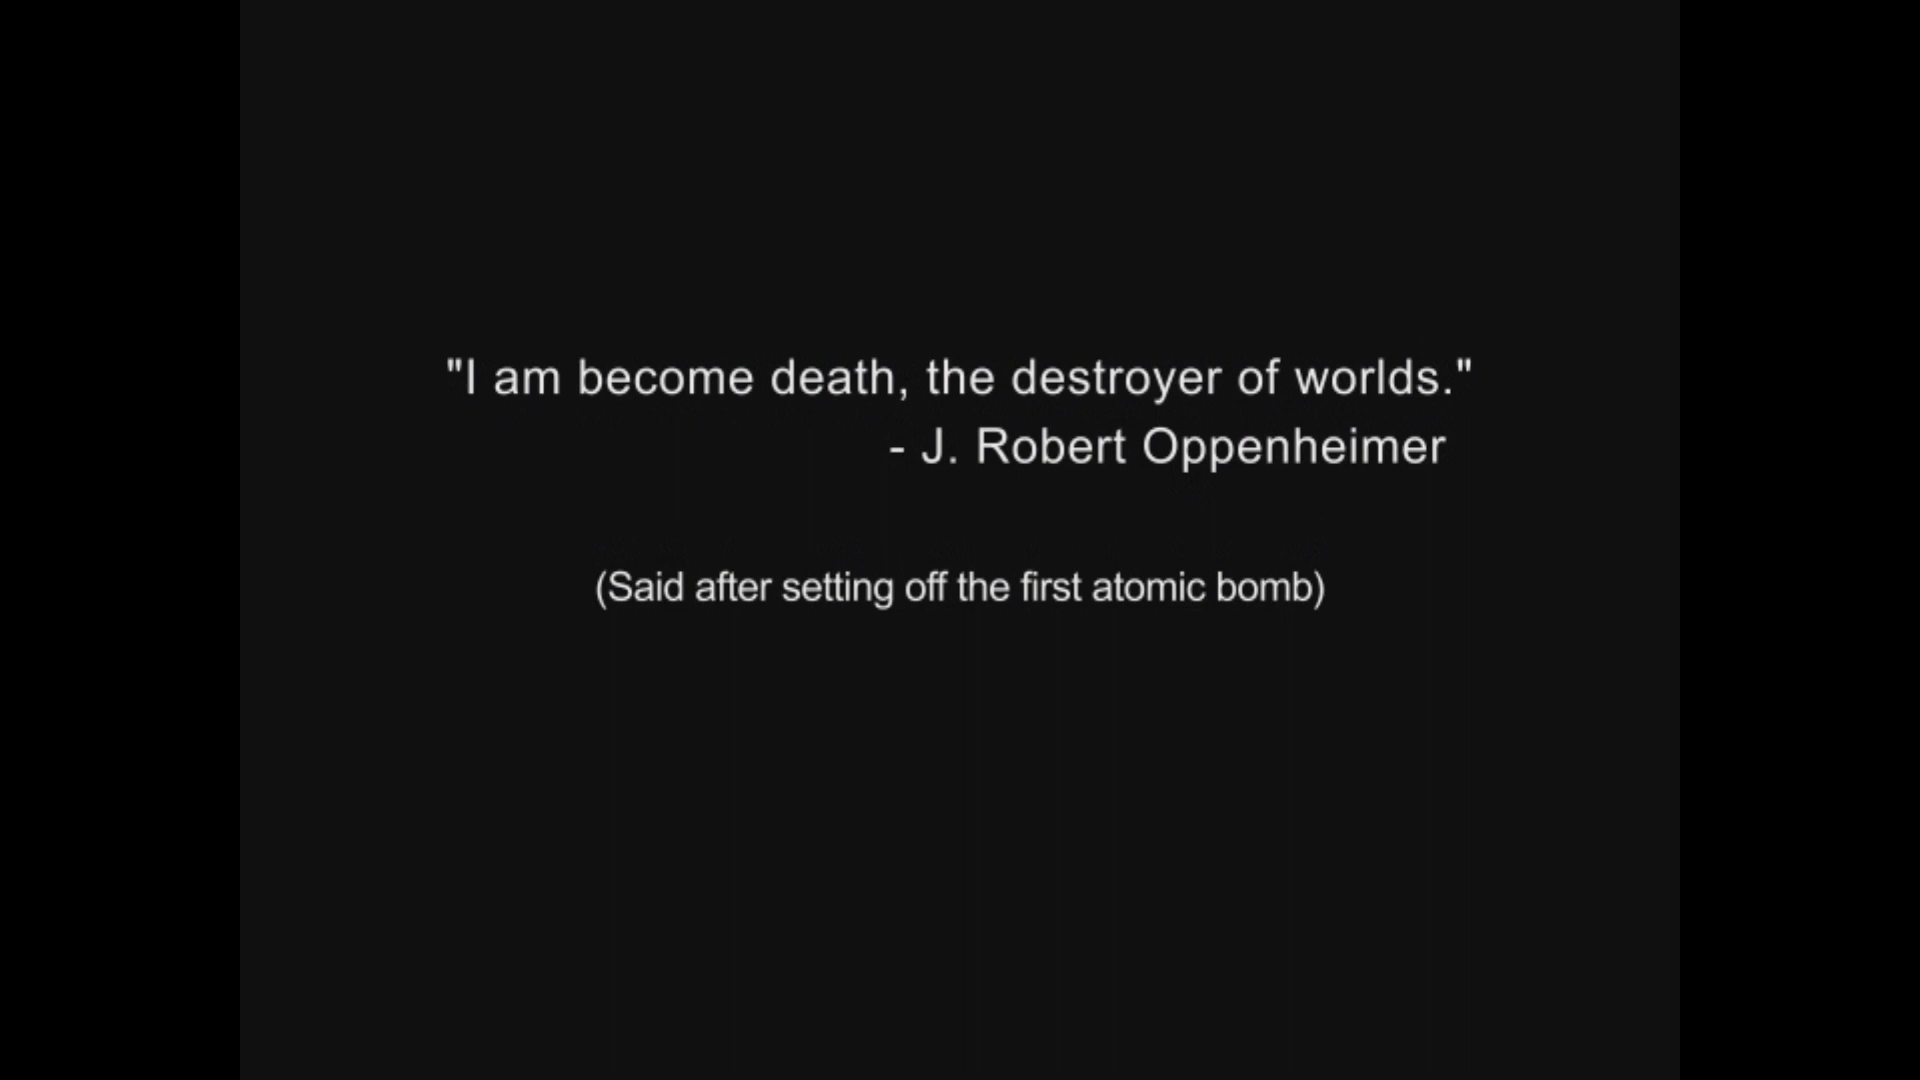 "I am become death, the destroyer of worlds."
- J. Robert Oppenheimer
(Said after setting off the first atomic bomb)